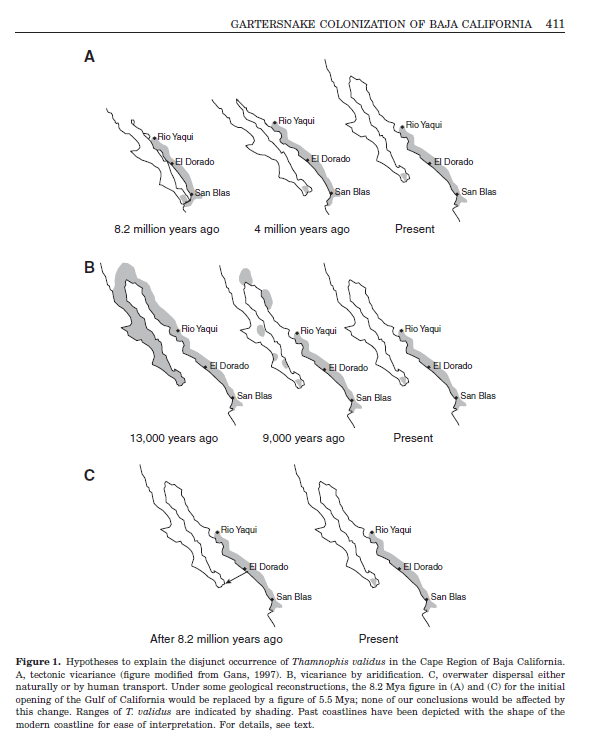 GARTERSNAKE COLONIZATION OF BAJA CALIFORNIA 411
A
Rio Yaqui
El Dorado
San Blas
8.2 million years ago
Rio Yaqui
El Dorado
San Blas
4 million years ago
Rio Yaqui
El Dorado
San Blas
Present
B
Rio Yaqui
El Dorado
San Blas
13,000 years ago
Rio Yaqui
El Dorado
San Blas
9,000 years ago
Rio Yaqui
El Dorado
San Blas
Present
C
Rio Yaqui
El Dorado
San Blas
After 8.2 million years ago
Rio Yaqui
El Dorado
San Blas
Present
Figure 1. Hypotheses to explain the disjunct occurrence of Thamnophis validus in the Cape Region of Baja California.
A, tectonic vicariance (figure modified from Gans, 1997). B, vicariance by aridification. C, overwater dispersal either
naturally or by human transport. Under some geological reconstructions, the 8.2 Mya figure in (A) and (C) for the initial
opening of the Gulf of California would be replaced by a figure of 5.5 Mya; none of our conclusions would be affected by
this change. Ranges of T. validus are indicated by shading. Past coastlines have been depicted with the shape of the
modern coastline for ease of interpretation. For details, see text.